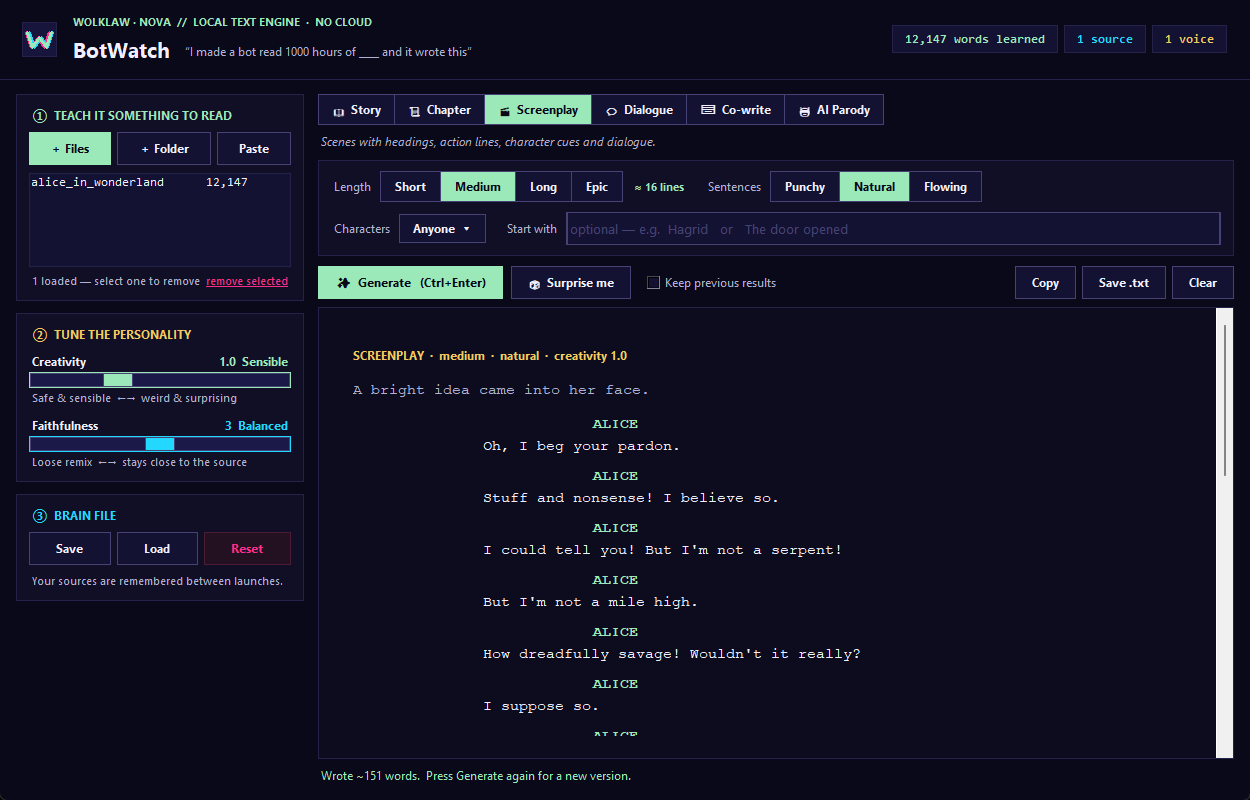 WOLKLAW · NOVA // LOCAL TEXT ENGINE · NO CLOUD
BotWatch
“I made a bot read 1000 hours of ____ and it wrote this”
12,147 words learned
1 source
1 voice
① TEACH IT SOMETHING TO READ
+ Files
+ Folder
Paste
alice_in_wonderland 12,147
1 loaded — select one to remove remove selected
② TUNE THE PERSONALITY
Creativity 1.0 Sensible
Safe & sensible ←→ weird & surprising
Faithfulness 3 Balanced
Loose remix ←→ stays close to the source
③ BRAIN FILE
Save
Load
Reset
Your sources are remembered between launches.
Story
Chapter
Screenplay
Dialogue
Co-write
AI Parody
Scenes with headings, action lines, character cues and dialogue.
Length Short Medium Long Epic ≈ 16 lines Sentences Punchy Natural Flowing
Characters Anyone ▾ Start with optional — e.g. Hagrid or The door opened
Generate (Ctrl+Enter)
Surprise me
Keep previous results
Copy
Save .txt
Clear
SCREENPLAY · medium · natural · creativity 1.0
A bright idea came into her face.
ALICE
Oh, I beg your pardon.
ALICE
Stuff and nonsense! I believe so.
ALICE
I could tell you! But I'm not a serpent!
ALICE
But I'm not a mile high.
ALICE
How dreadfully savage! Wouldn't it really?
ALICE
I suppose so.
ALICE
Wrote ~151 words. Press Generate again for a new version.